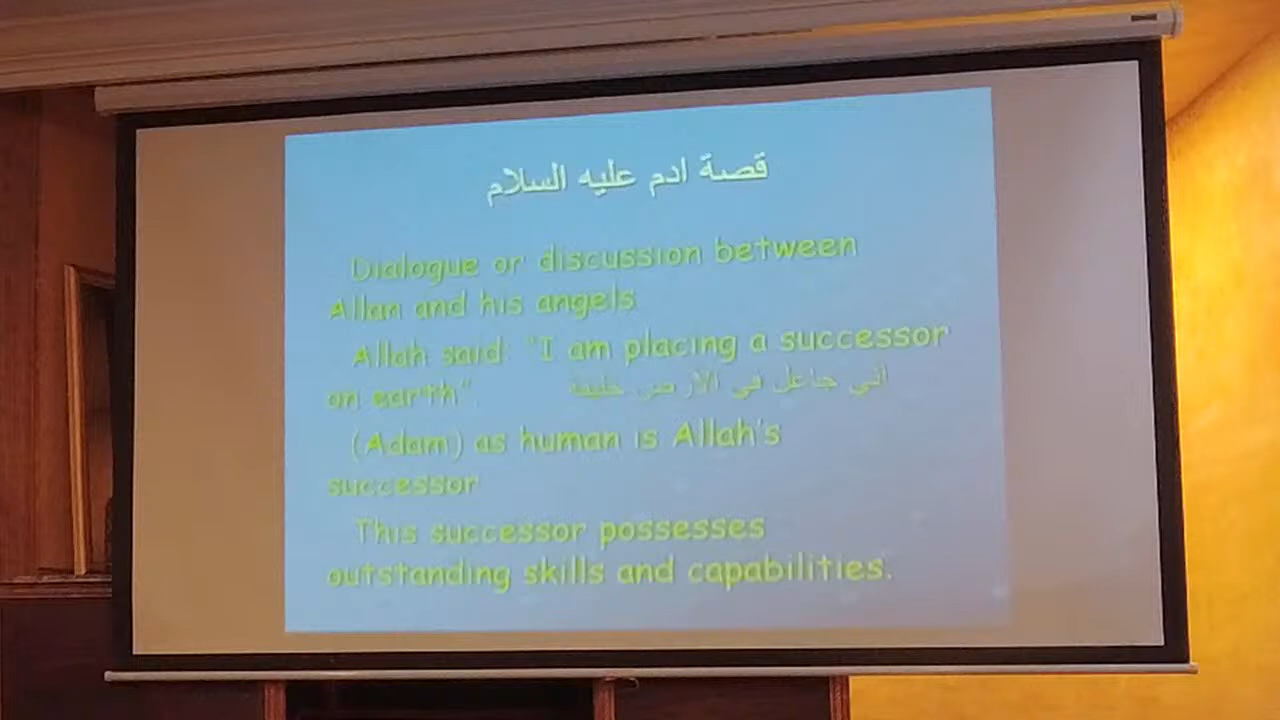 قصة ادم عليه السلام
Dialogue or discussion between
Allah and his angels
Allah said: "I am placing a successor
on earth". أني جاعل في الأرض خليفة
(Adam) as human is Allah's
successor
This successor possesses
outstanding skills and capabilities.